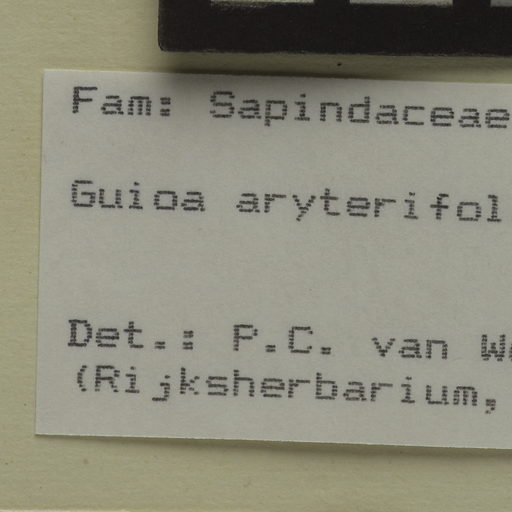 Fam: Sapindaceae
Guioa aryterifol
Det.: P.C. van W
(Rijksherbarium,